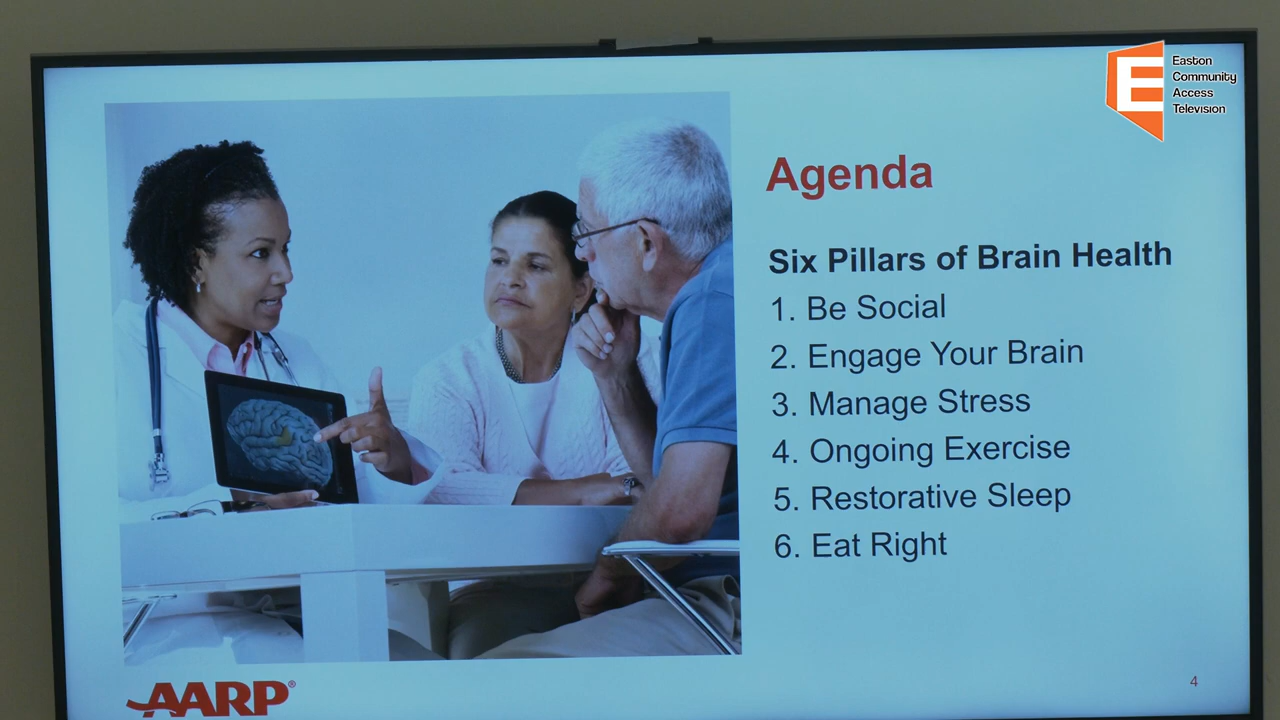 Easton
Community
Access
Television
Agenda
Six Pillars of Brain Health
1. Be Social
2. Engage Your Brain
3. Manage Stress
4. Ongoing Exercise
5. Restorative Sleep
6. Eat Right
AARP®
4